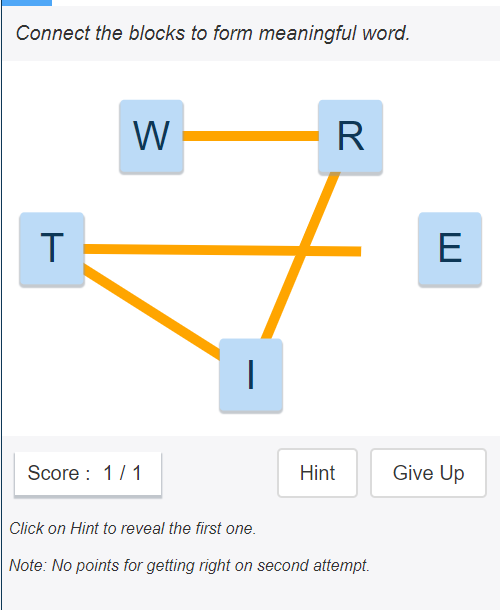 Connect the blocks to form meaningful word.
W R
T E
I
Score : 1 / 1 Hint Give Up
Click on Hint to reveal the first one.
Note: No points for getting right on second attempt.